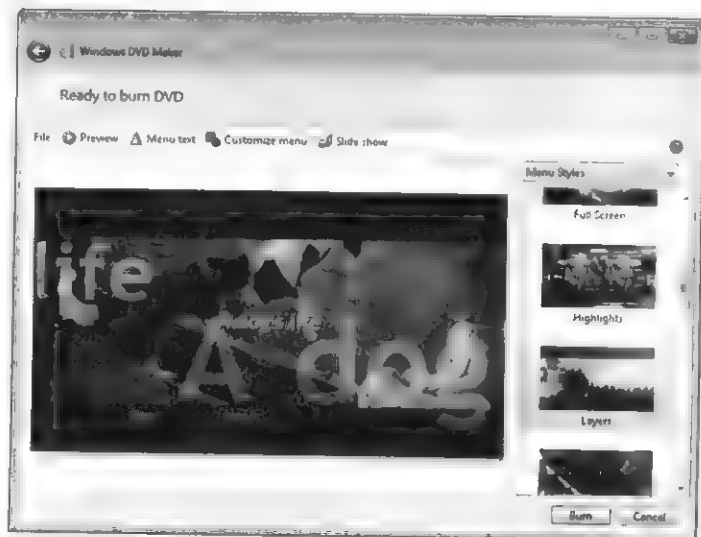 Windows DVD Maker
Ready to burn DVD
File Preview Menu text Customize menu Slide show
Menu Styles
Full Screen
life
Highlights
A dog
Layers
Burn Cancel